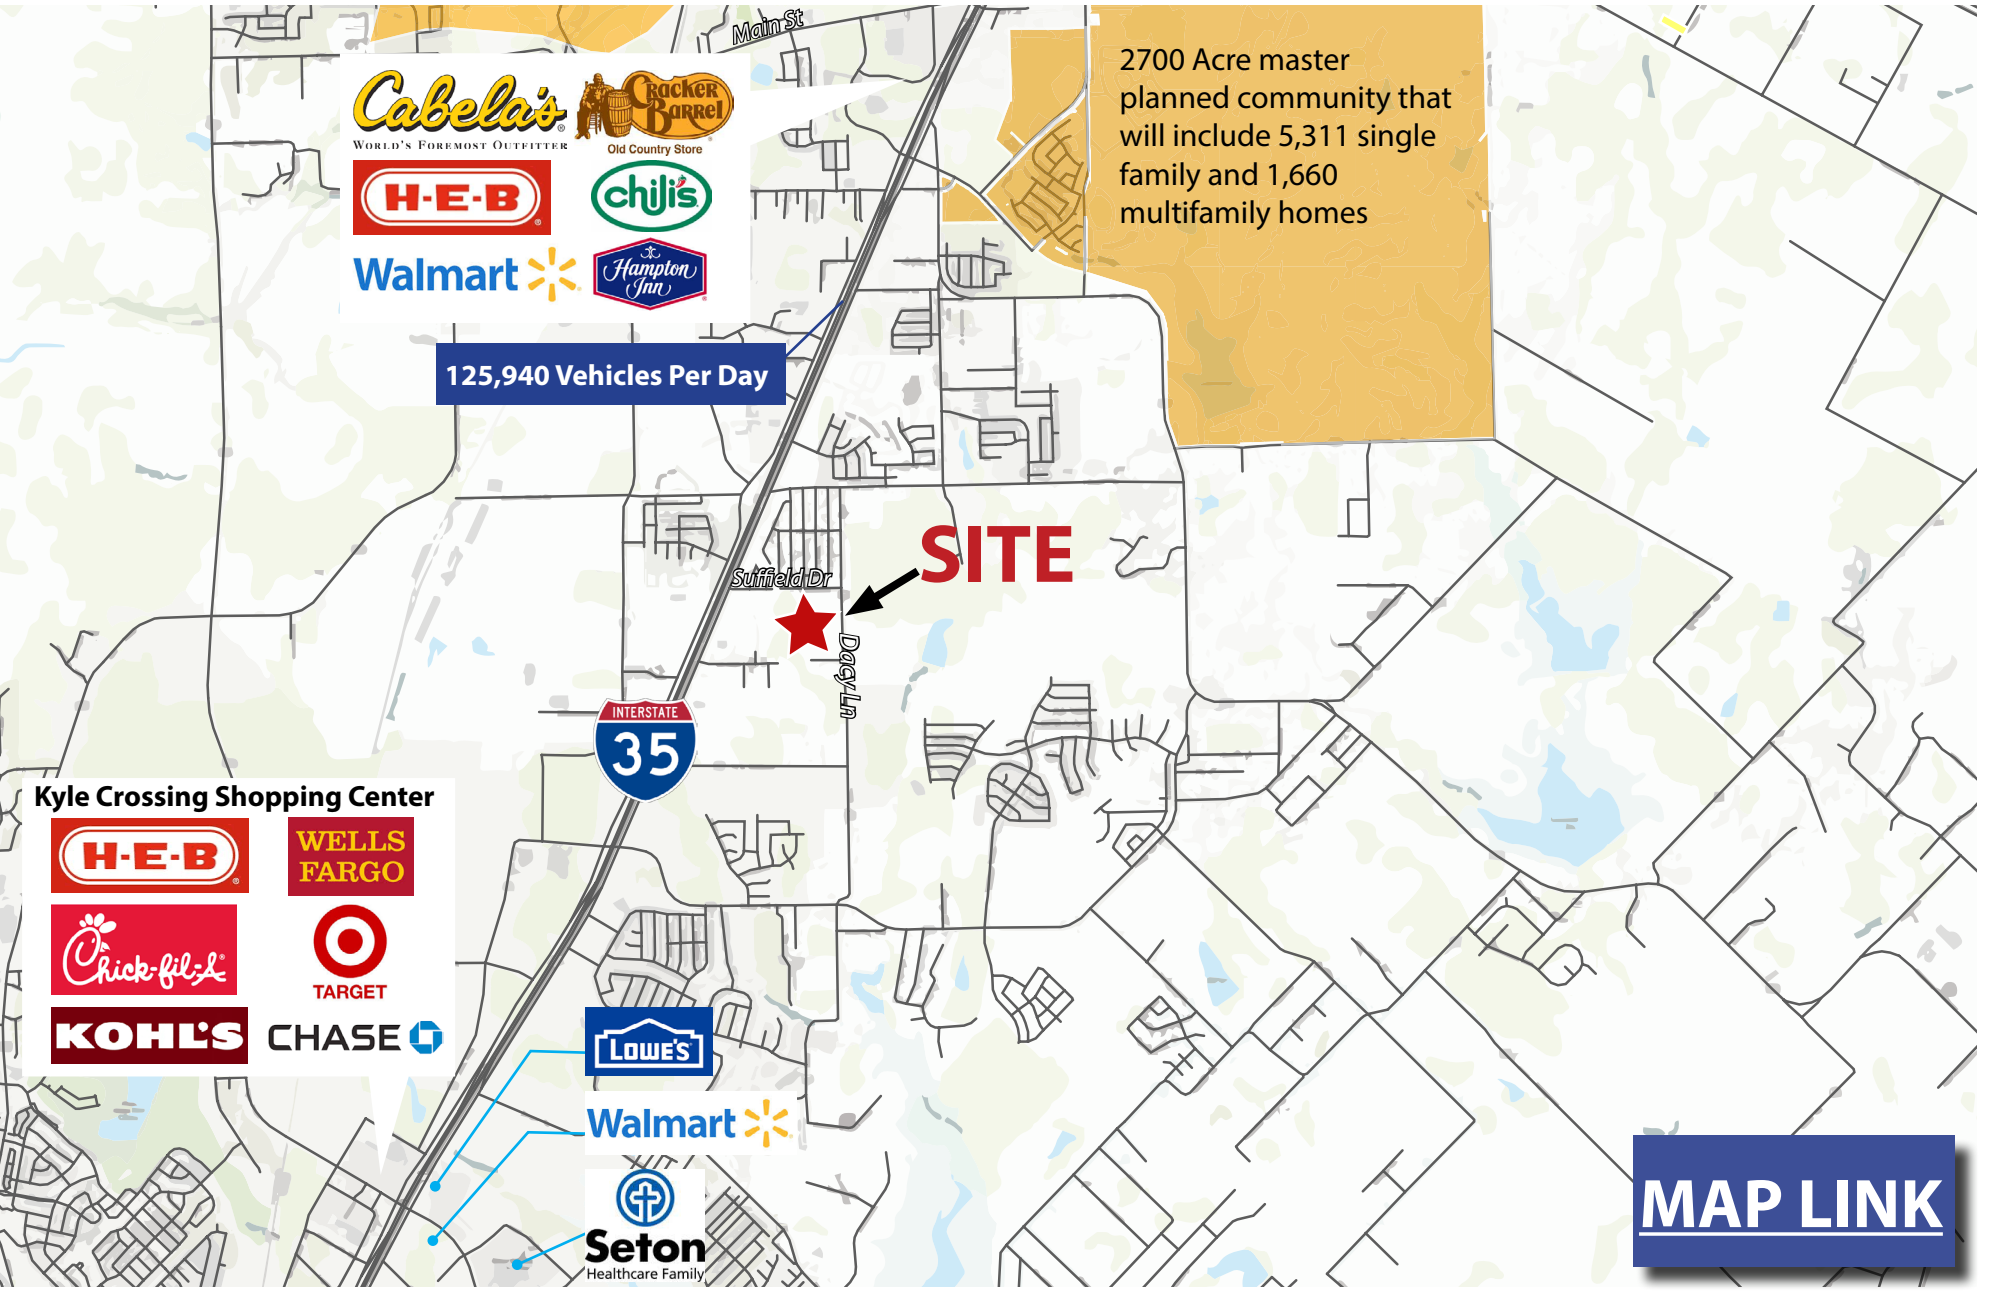 Main St
Cabela's®
WORLD'S FOREMOST OUTFITTER
CRACKER
BARREL
Old Country Store
H-E-B®
chili's
Walmart
Hampton
Inn
2700 Acre master
planned community that
will include 5,311 single
family and 1,660
multifamily homes
125,940 Vehicles Per Day
SITE
Suffield Dr
Dacy Ln
INTERSTATE
35
Kyle Crossing Shopping Center
H-E-B®
WELLS
FARGO
Chick-fil-A®
TARGET
KOHL'S
CHASE
LOWE'S
Walmart
Seton
Healthcare Family
MAP LINK